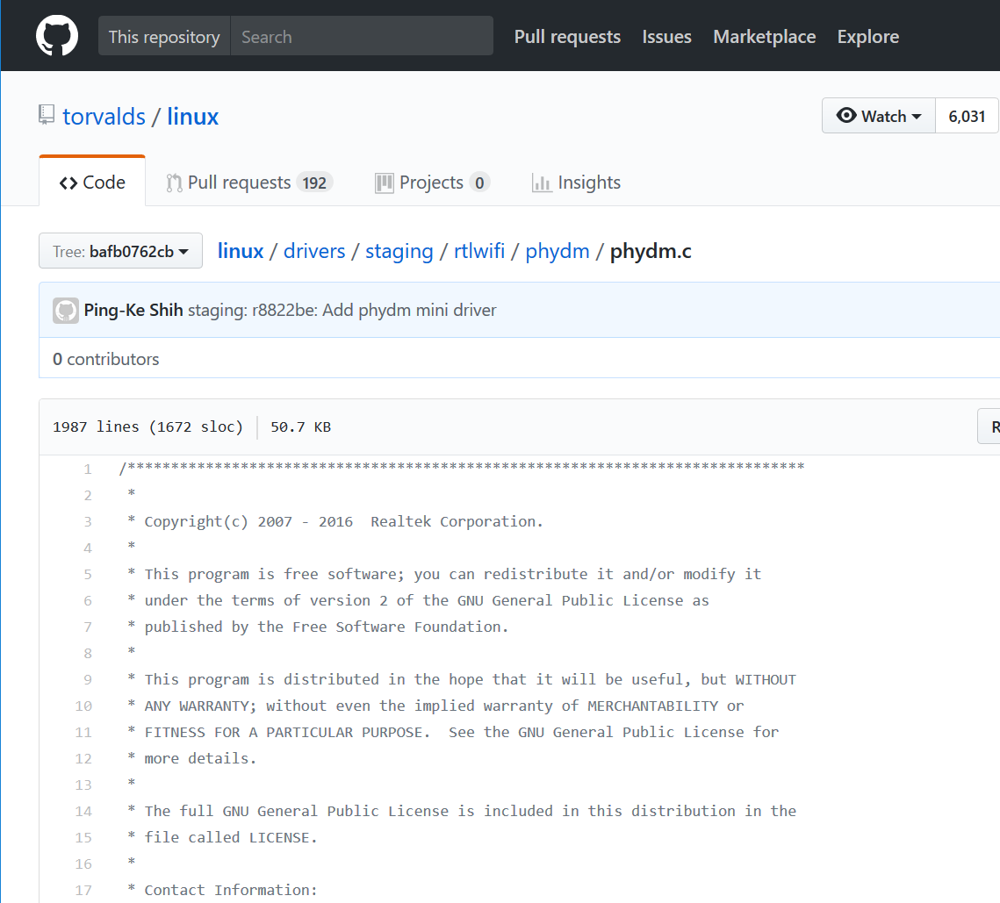 This repository Search Pull requests Issues Marketplace Explore
torvalds / linux Watch 6,031
Code Pull requests 192 Projects 0 Insights
Tree: bafb0762cb linux / drivers / staging / rtlwifi / phydm / phydm.c
Ping-Ke Shih staging: r8822be: Add phydm mini driver
0 contributors
1987 lines (1672 sloc) 50.7 KB R
1 /******************************************************************************
2 *
3 * Copyright(c) 2007 - 2016  Realtek Corporation.
4 *
5 * This program is free software; you can redistribute it and/or modify it
6 * under the terms of version 2 of the GNU General Public License as
7 * published by the Free Software Foundation.
8 *
9 * This program is distributed in the hope that it will be useful, but WITHOUT
10 * ANY WARRANTY; without even the implied warranty of MERCHANTABILITY or
11 * FITNESS FOR A PARTICULAR PURPOSE.  See the GNU General Public License for
12 * more details.
13 *
14 * The full GNU General Public License is included in this distribution in the
15 * file called LICENSE.
16 *
17 * Contact Information: